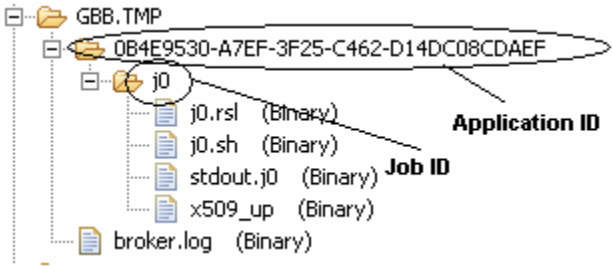 GBB.TMP
0B4E9530-A7EF-3F25-C462-D14DC08CDAEF
j0
j0.rsl (Binary)
Application ID
j0.sh (Binary)
Job ID
stdout.j0 (Binary)
x509_up (Binary)
broker.log (Binary)